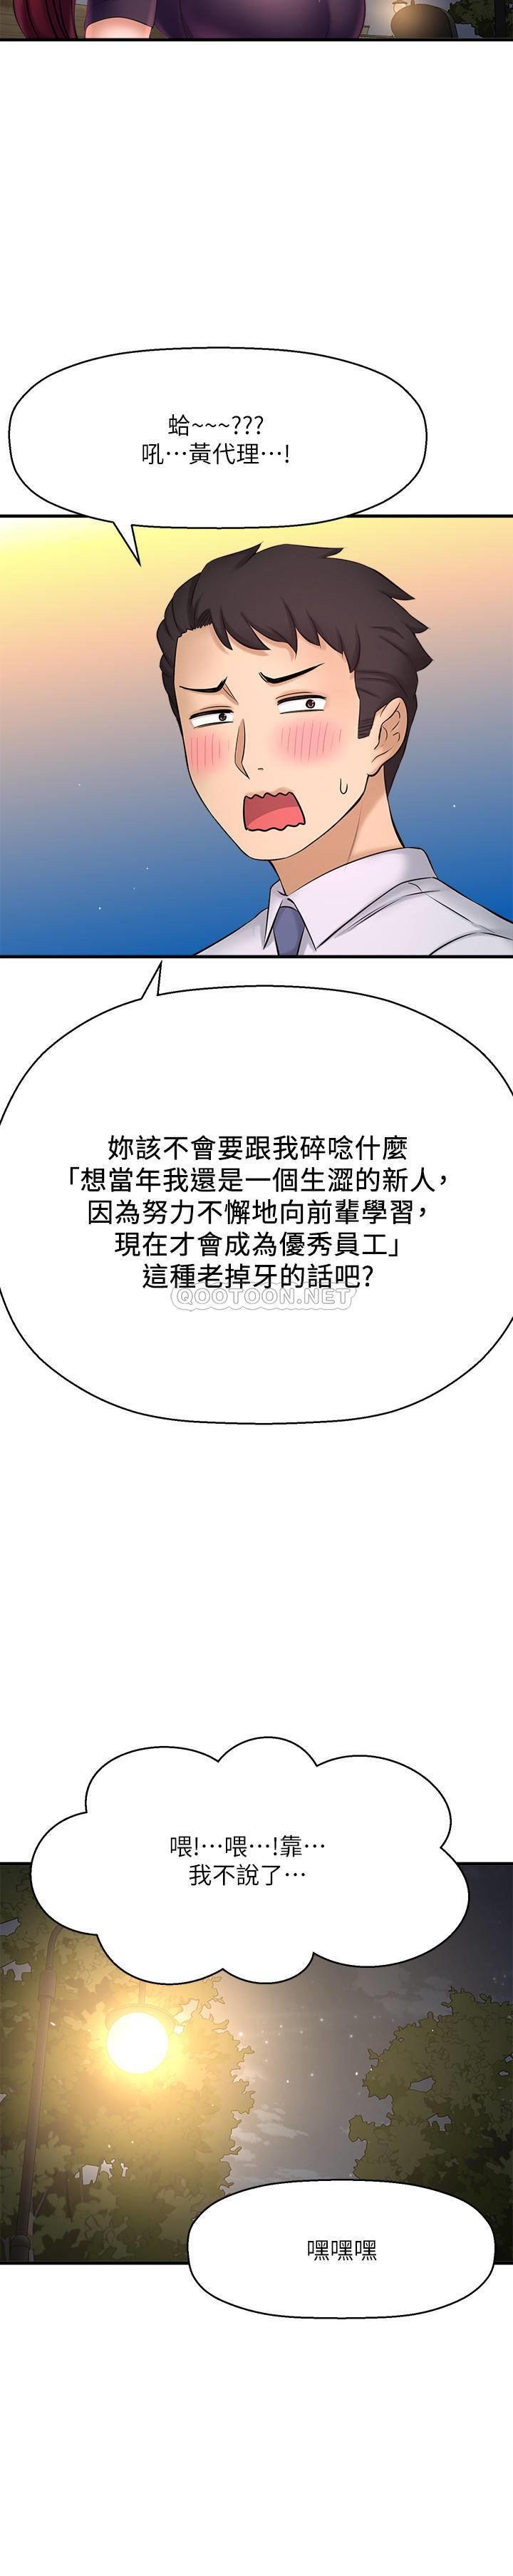 蛤~~~???
吼⋯黃代理⋯!
妳該不會要跟我碎唸什麼
「想當年我還是一個生澀的新人，
因為努力不懈地向前輩學習，
現在才會成為優秀員工」
這種老掉牙的話吧?
QOOTOON.NET
喂!⋯喂⋯!靠⋯
我不說了⋯
嘿嘿嘿